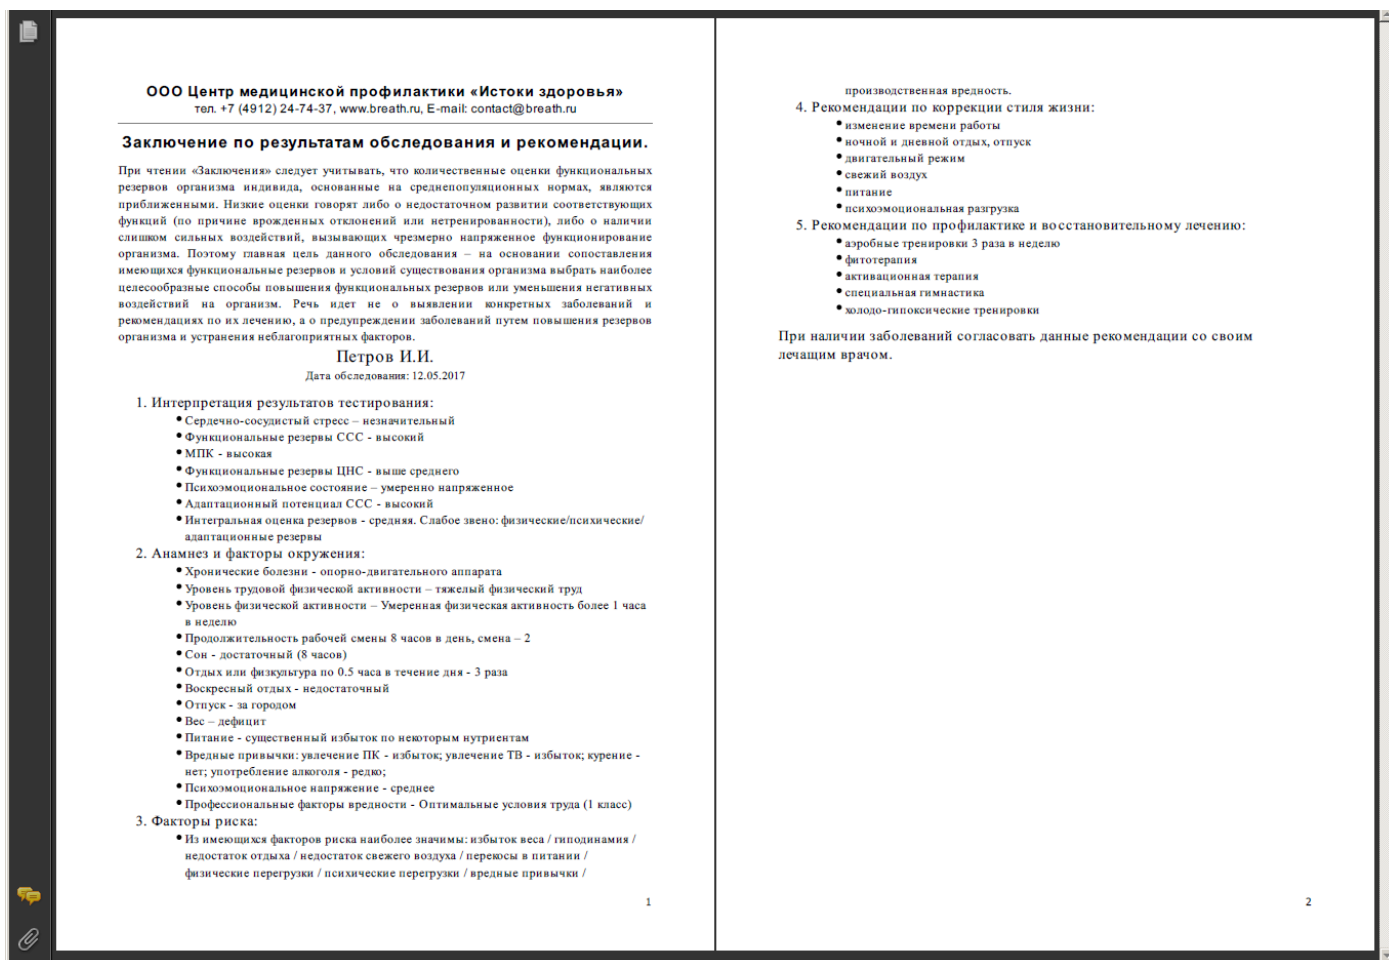 ООО Центр медицинской профилактики «Истоки здоровья»
тел. +7 (4912) 24-74-37, www.breath.ru, E-mail: contact@breath.ru
Заключение по результатам обследования и рекомендации.
При чтении «Заключения» следует учитывать, что количественные оценки функциональных
резервов организма индивида, основанные на среднепопуляционных нормах, являются
приближенными. Низкие оценки говорят либо о недостаточном развитии соответствующих
функций (по причине врожденных отклонений или нетренированности), либо о наличии
слишком сильных воздействий, вызывающих чрезмерно напряженное функционирование
организма. Поэтому главная цель данного обследования – на основании сопоставления
имеющихся функциональные резервов и условий существования организма выбрать наиболее
целесообразные способы повышения функциональных резервов или уменьшения негативных
воздействий на организм. Речь идет не о выявлении конкретных заболеваний и
рекомендациях по их лечению, а о предупреждении заболеваний путем повышения резервов
организма и устранения неблагоприятных факторов.
Петров И.И.
Дата обследования: 12.05.2017
1. Интерпретация результатов тестирования:
• Сердечно-сосудистый стресс – незначительный
• Функциональные резервы ССС - высокий
• МПК - высокая
• Функциональные резервы ЦНС - выше среднего
• Психоэмоциональное состояние – умеренно напряженное
• Адаптационный потенциал ССС - высокий
• Интегральная оценка резервов - средняя. Слабое звено: физические/психические/
адаптационные резервы
2. Анамнез и факторы окружения:
• Хронические болезни - опорно-двигательного аппарата
• Уровень трудовой физической активности – тяжелый физический труд
• Уровень физической активности – Умеренная физическая активность более 1 часа
в неделю
• Продолжительность рабочей смены 8 часов в день, смена – 2
• Сон - достаточный (8 часов)
• Отдых или физкультура по 0.5 часа в течение дня - 3 раза
• Воскресный отдых - недостаточный
• Отпуск - за городом
• Вес – дефицит
• Питание - существенный избыток по некоторым нутриентам
• Вредные привычки: увлечение ПК - избыток; увлечение ТВ - избыток; курение -
нет; употребление алкоголя - редко;
• Психоэмоциональное напряжение - среднее
• Профессиональные факторы вредности - Оптимальные условия труда (1 класс)
3. Факторы риска:
• Из имеющихся факторов риска наиболее значимы: избыток веса / гиподинамия /
недостаток отдыха / недостаток свежего воздуха / перекосы в питании /
физические перегрузки / психические перегрузки / вредные привычки /
1
производственная вредность.
4. Рекомендации по коррекции стиля жизни:
• изменение времени работы
• ночной и дневной отдых, отпуск
• двигательный режим
• свежий воздух
• питание
• психоэмоциональная разгрузка
5. Рекомендации по профилактике и восстановительному лечению:
• аэробные тренировки 3 раза в неделю
• фитотерапия
• активационная терапия
• специальная гимнастика
• холодо-гипоксические тренировки
При наличии заболеваний согласовать данные рекомендации со своим
лечащим врачом.
2